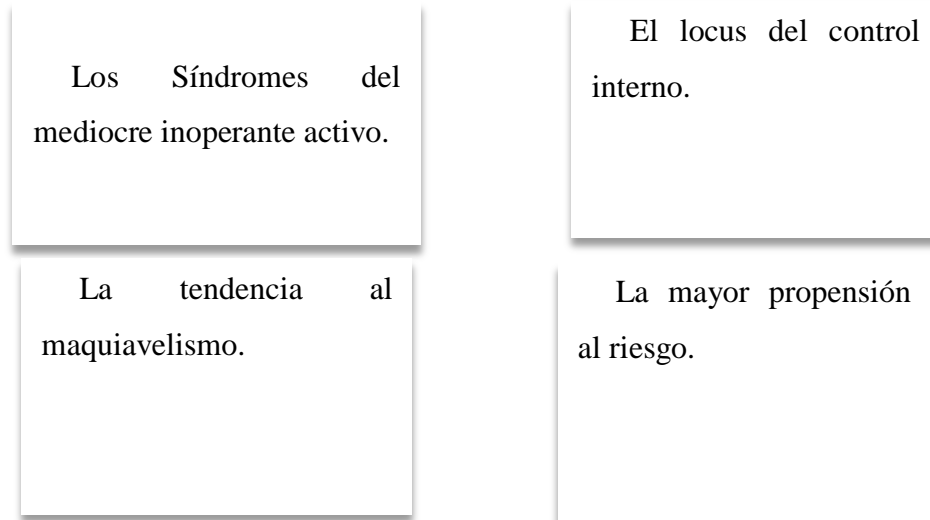 Los Síndromes del
mediocre inoperante activo.
El locus del control
interno.
La tendencia al
maquiavelismo.
La mayor propensión
al riesgo.